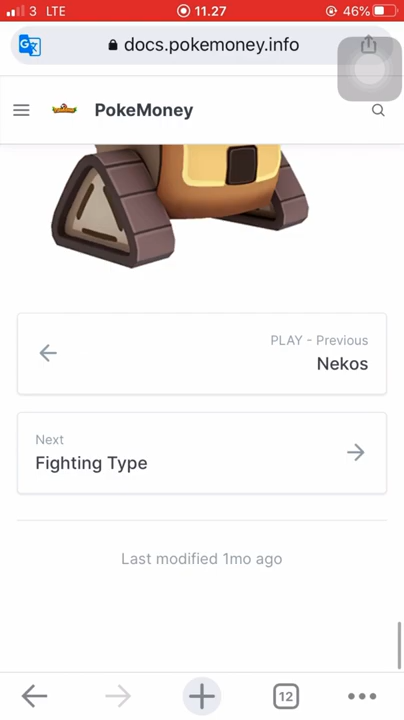 3 LTE 11.27 46%
docs.pokemoney.info
PokeMoney
PLAY - Previous
Nekos
Next
Fighting Type
Last modified 1mo ago
12